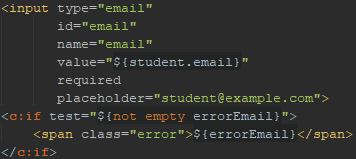 <input type="email"
id="email"
name="email"
value="${student.email}"
required
placeholder="student@example.com">
<c:if test="${not empty errorEmail}">
<span class="error">${errorEmail}</span>
</c:if>